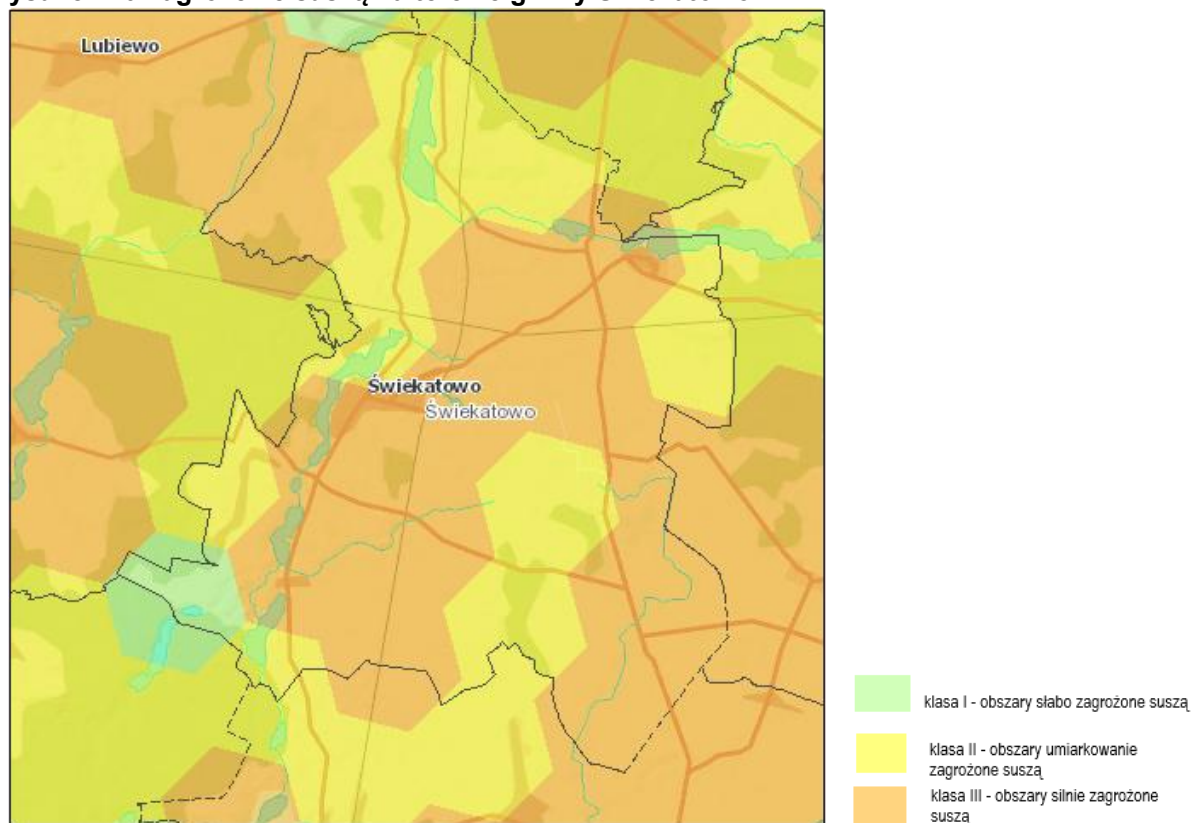 Lubiewo
Świekatowo
Świekatowo
klasa I - obszary słabo zagrożone suszą
klasa II - obszary umiarkowanie
zagrożone suszą
klasa III - obszary silnie zagrożone
suszą